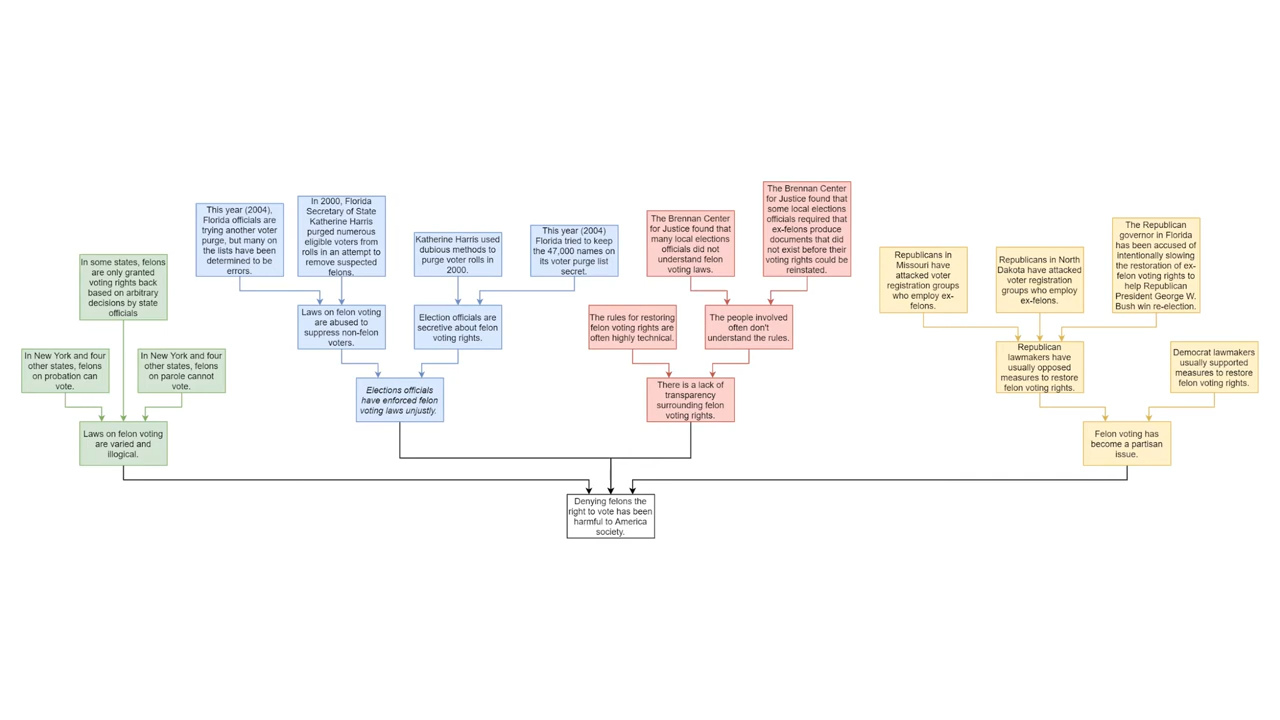 In some states, felons
are only granted
voting rights back
based on arbitrary
decisions by state
officials
In New York and four
other states, felons
on probation can
vote.
In New York and four
other states, felons
on parole cannot
vote.
Laws on felon voting
are varied and
illogical.
This year (2004),
Florida officials are
trying another voter
purge, but many on
the lists have been
determined to be
errors.
In 2000, Florida
Secretary of State
Katherine Harris
purged numerous
eligible voters from
rolls in an attempt to
remove suspected
felons.
Katherine Harris used
dubious methods to
purge voter rolls in
2000.
This year (2004)
Florida tried to keep
the 47,000 names on
its voter purge list
secret.
Laws on felon voting
are abused to
suppress non-felon
voters.
Election officials are
secretive about felon
voting rights.
Elections officials
have enforced felon
voting laws unjustly.
The Brennan Center
for Justice found that
many local elections
officials did not
understand felon
voting laws.
The Brennan Center
for Justice found that
some local elections
officials required that
ex-felons produce
documents that did
not exist before their
voting rights could be
reinstated.
The rules for restoring
felon voting rights are
often highly technical.
The people involved
often don't
understand the rules.
There is a lack of
transparency
surrounding felon
voting rights.
Republicans in
Missouri have
attacked voter
registration groups
who employ ex-
felons.
Republicans in North
Dakota have attacked
voter registration
groups who employ
ex-felons.
The Republican
governor in Florida
has been accused of
intentionally slowing
the restoration of ex-
felon voting rights to
help Republican
President George W.
Bush win re-election.
Republican
lawmakers have
usually opposed
measures to restore
felon voting rights.
Democrat lawmakers
usually supported
measures to restore
felon voting rights.
Felon voting has
become a partisan
issue.
Denying felons the
right to vote has been
harmful to America
society.